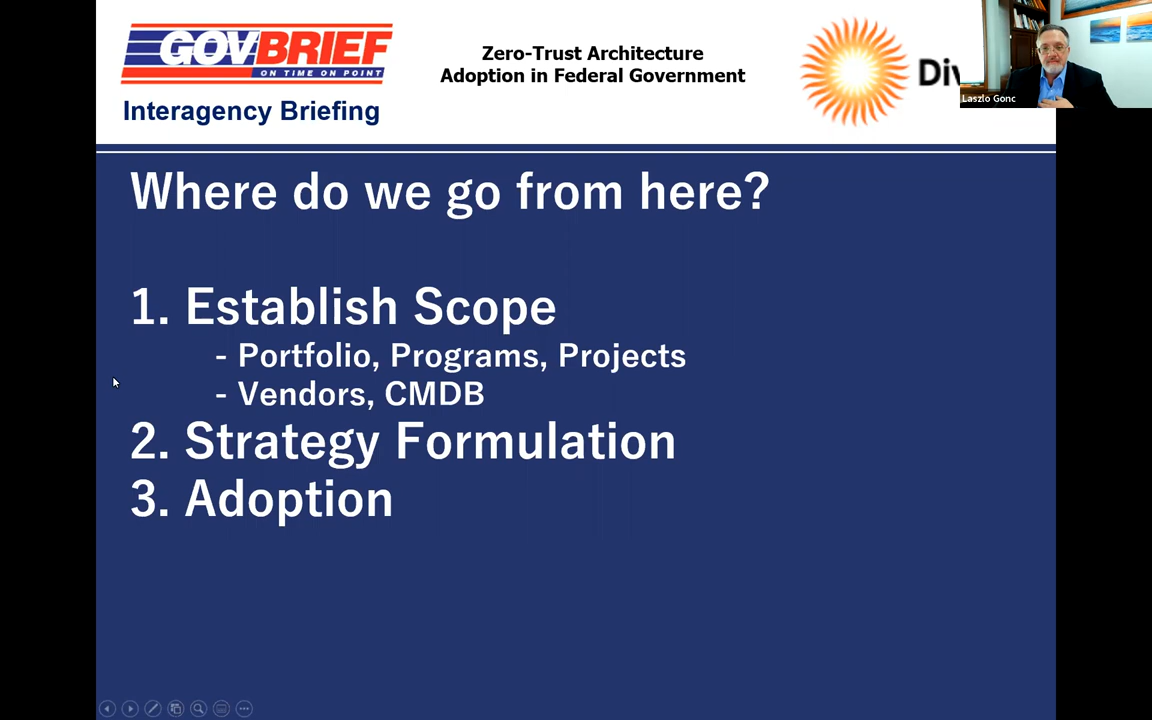 GOVBRIEF
ON TIME ON POINT
Interagency Briefing
Zero-Trust Architecture
Adoption in Federal Government
Div
Laszlo Gonc
Where do we go from here?
1. Establish Scope
- Portfolio, Programs, Projects
- Vendors, CMDB
2. Strategy Formulation
3. Adoption